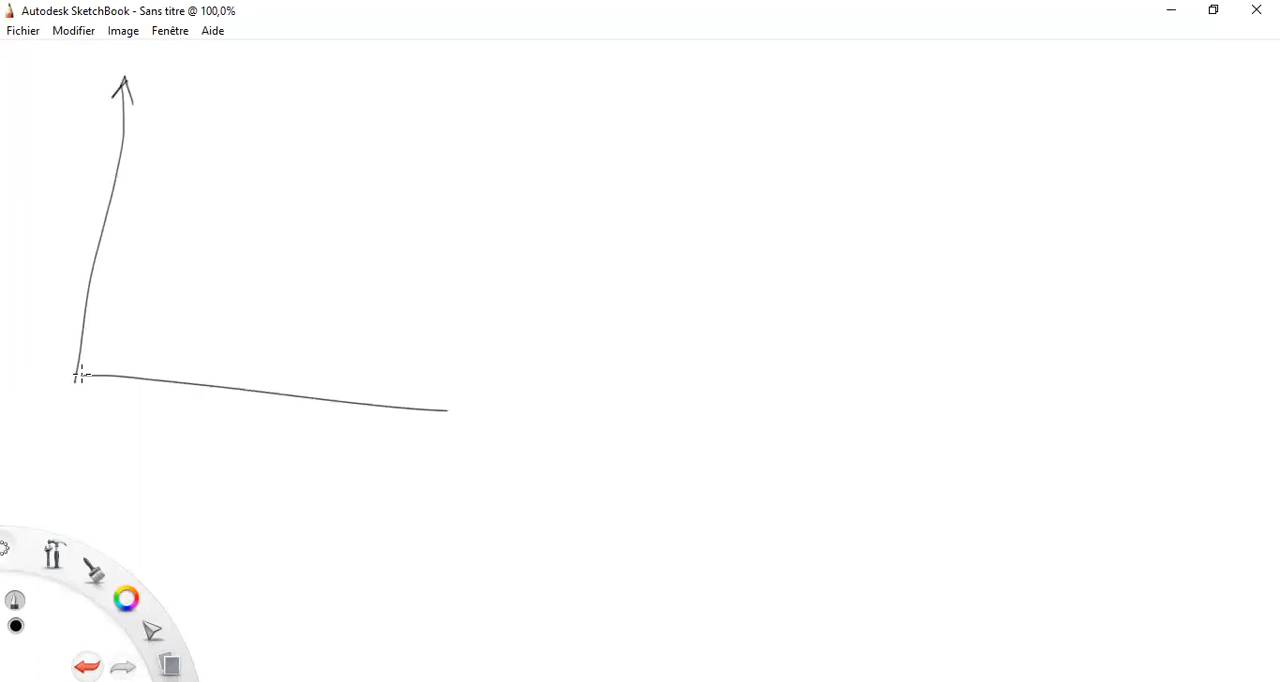 Autodesk SketchBook - Sans titre @ 100,0%
Fichier Modifier Image Fenêtre Aide